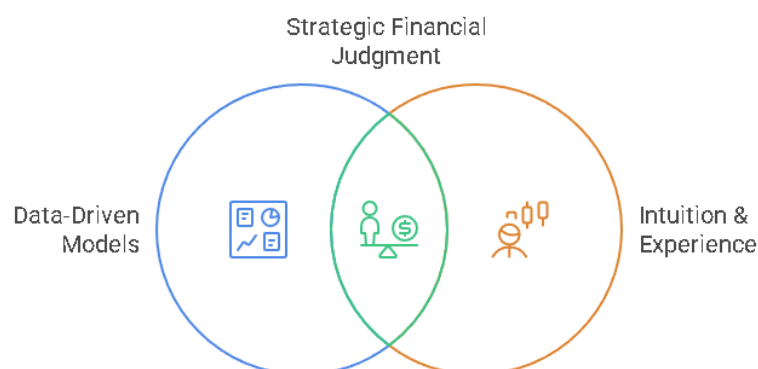 Strategic Financial
Judgment
Data-Driven
Models
Intuition &
Experience